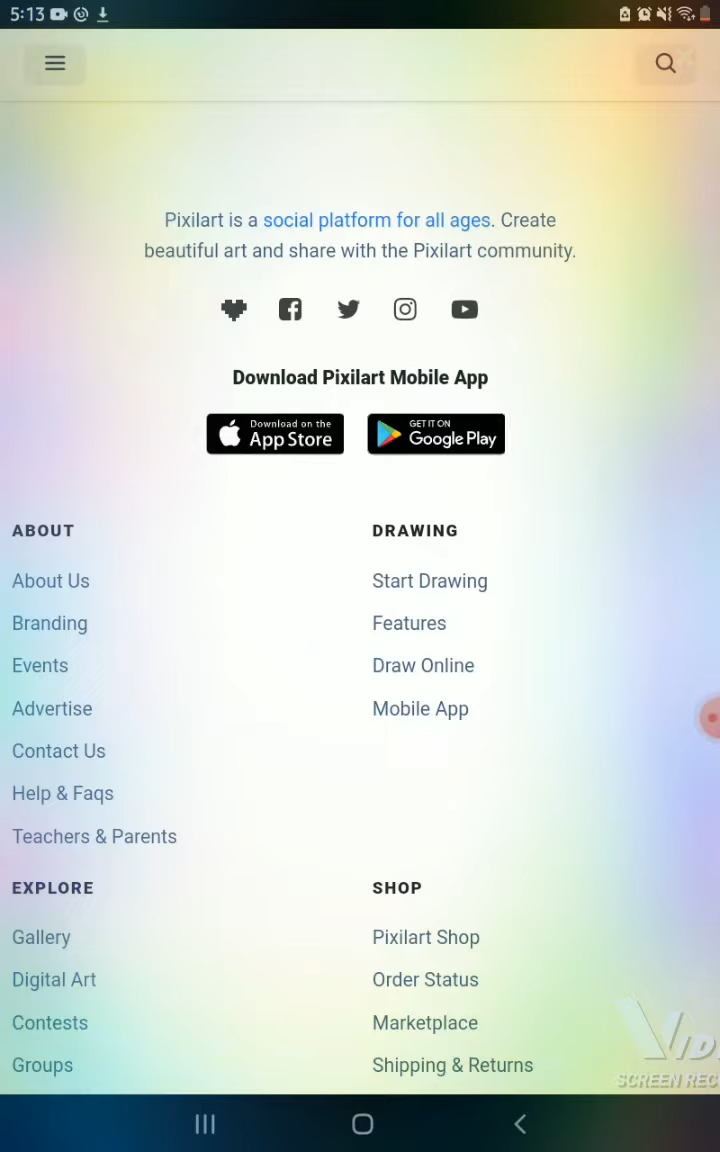 5:13
Pixilart is a social platform for all ages. Create
beautiful art and share with the Pixilart community.
Download Pixilart Mobile App
Download on the
App Store
GET IT ON
Google Play
ABOUT
About Us
Branding
Events
Advertise
Contact Us
Help & Faqs
Teachers & Parents
DRAWING
Start Drawing
Features
Draw Online
Mobile App
EXPLORE
Gallery
Digital Art
Contests
Groups
SHOP
Pixilart Shop
Order Status
Marketplace
Shipping & Returns
VID
SCREEN REC